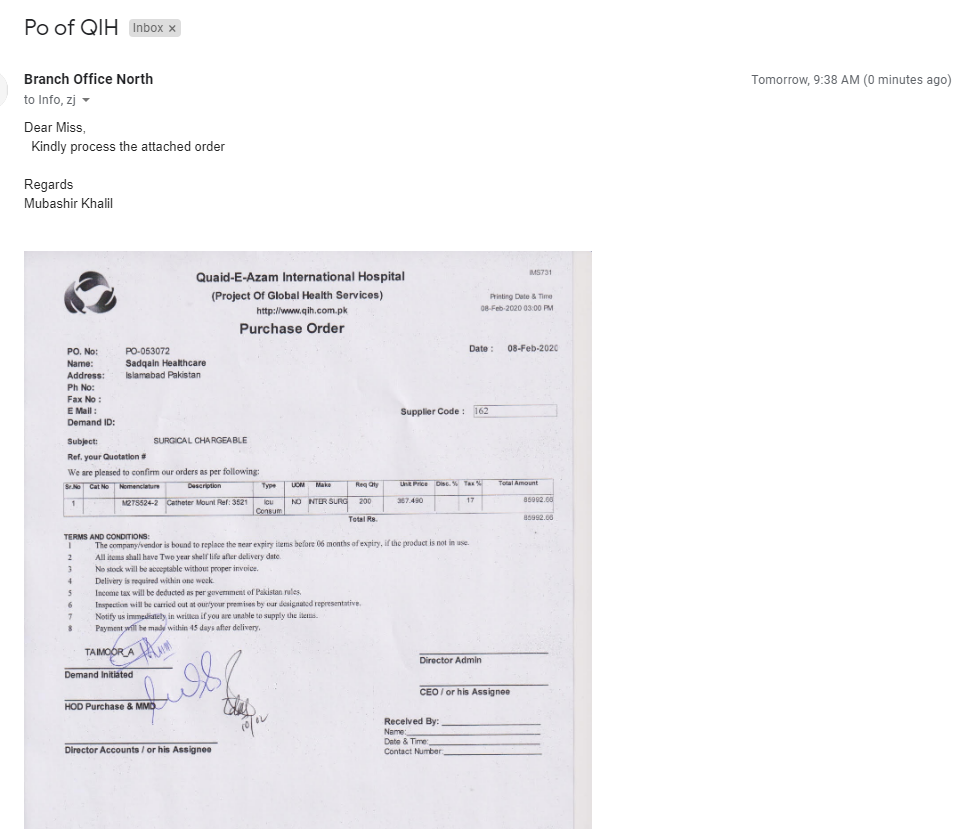 Po of QIH Inbox ×
Branch Office North
Tomorrow, 9:38 AM (0 minutes ago)
to Info, zj
Dear Miss,
Kindly process the attached order
Regards
Mubashir Khalil
IMS731
Quaid-E-Azam International Hospital
(Project Of Global Health Services)
Printing Date & Time
http://www.qih.com.pk
08-Feb-2020 03:00 PM
Purchase Order
PO. No: PO-053072
Date : 08-Feb-2020
Name: Sadqain Healthcare
Address: Islamabad Pakistan
Ph No:
Fax No :
E Mail :
Supplier Code : 162
Demand ID:
Subject: SURGICAL CHARGEABLE
Ref. your Quotation #
We are pleased to confirm our orders as per following:
Sr.No Cat No Nomenclature Description Type UOM Make Req Qty Unit Price Disc. % Tax % Total Amount
1 M27S524-2 Catheter Mount Ref: 3521 Icu Consum NO INTER SURG 200 367.490 17 85992.66
Total Rs. 85992.66
TERMS AND CONDITIONS:
1 The company/vendor is bound to replace the near expiry items before 06 months of expiry, if the product is not in use.
2 All items shall have Two year shelf life after delivery date.
3 No stock will be acceptable without proper invoice.
4 Delivery is required within one week.
5 Income tax will be deducted as per government of Pakistan rules.
6 Inspection will be carried out at our/your premises by our designated representative.
7 Notify us immediately in written if you are unable to supply the items.
8 Payment will be made within 45 days after delivery.
TAIMOOR_A
Demand Initiated
Director Admin
HOD Purchase & MMD
CEO / or his Assignee
10/02
Received By:
Name:
Date & Time:
Contact Number:
Director Accounts / or his Assignee